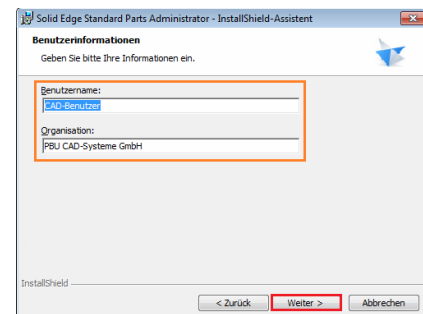 Solid Edge Standard Parts Administrator - InstallShield-Assistent
Benutzerinformationen
Geben Sie bitte Ihre Informationen ein.
Benutzername:
CAD-Benutzer
Organisation:
PBU CAD-Systeme GmbH
InstallShield
< Zurück Weiter > Abbrechen